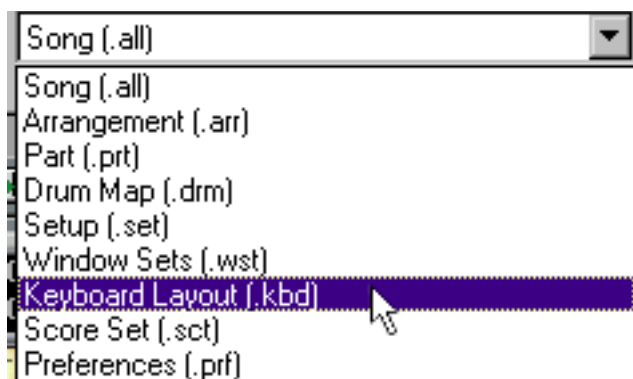 Song (.all)
Song (.all)
Arrangement (.arr)
Part (.prt)
Drum Map (.drm)
Setup (.set)
Window Sets (.wst)
Keyboard Layout (.kbd)
Score Set (.sct)
Preferences (.prf)